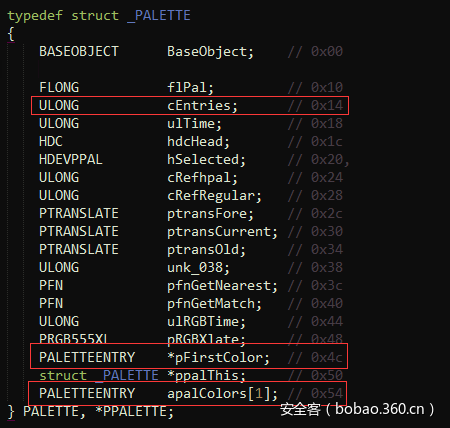 typedef struct _PALETTE
{
BASEOBJECT BaseObject; // 0x00
FLONG flPal; // 0x10
ULONG cEntries; // 0x14
ULONG ulTime; // 0x18
HDC hdcHead; // 0x1c
HDEVPPAL hSelected; // 0x20,
ULONG cRefhpal; // 0x24
ULONG cRefRegular; // 0x28
PTRANSLATE ptransFore; // 0x2c
PTRANSLATE ptransCurrent; // 0x30
PTRANSLATE ptransOld; // 0x34
ULONG unk_038; // 0x38
PFN pfnGetNearest; // 0x3c
PFN pfnGetMatch; // 0x40
ULONG ulRGBTime; // 0x44
PRGB555XL pRGBXlate; // 0x48
PALETTEENTRY *pFirstColor; // 0x4c
struct _PALETTE *ppalThis; // 0x50
PALETTEENTRY apalColors[1]; // 0x54
} PALETTE, *PPALETTE;
安全客（bobao.360.cn）